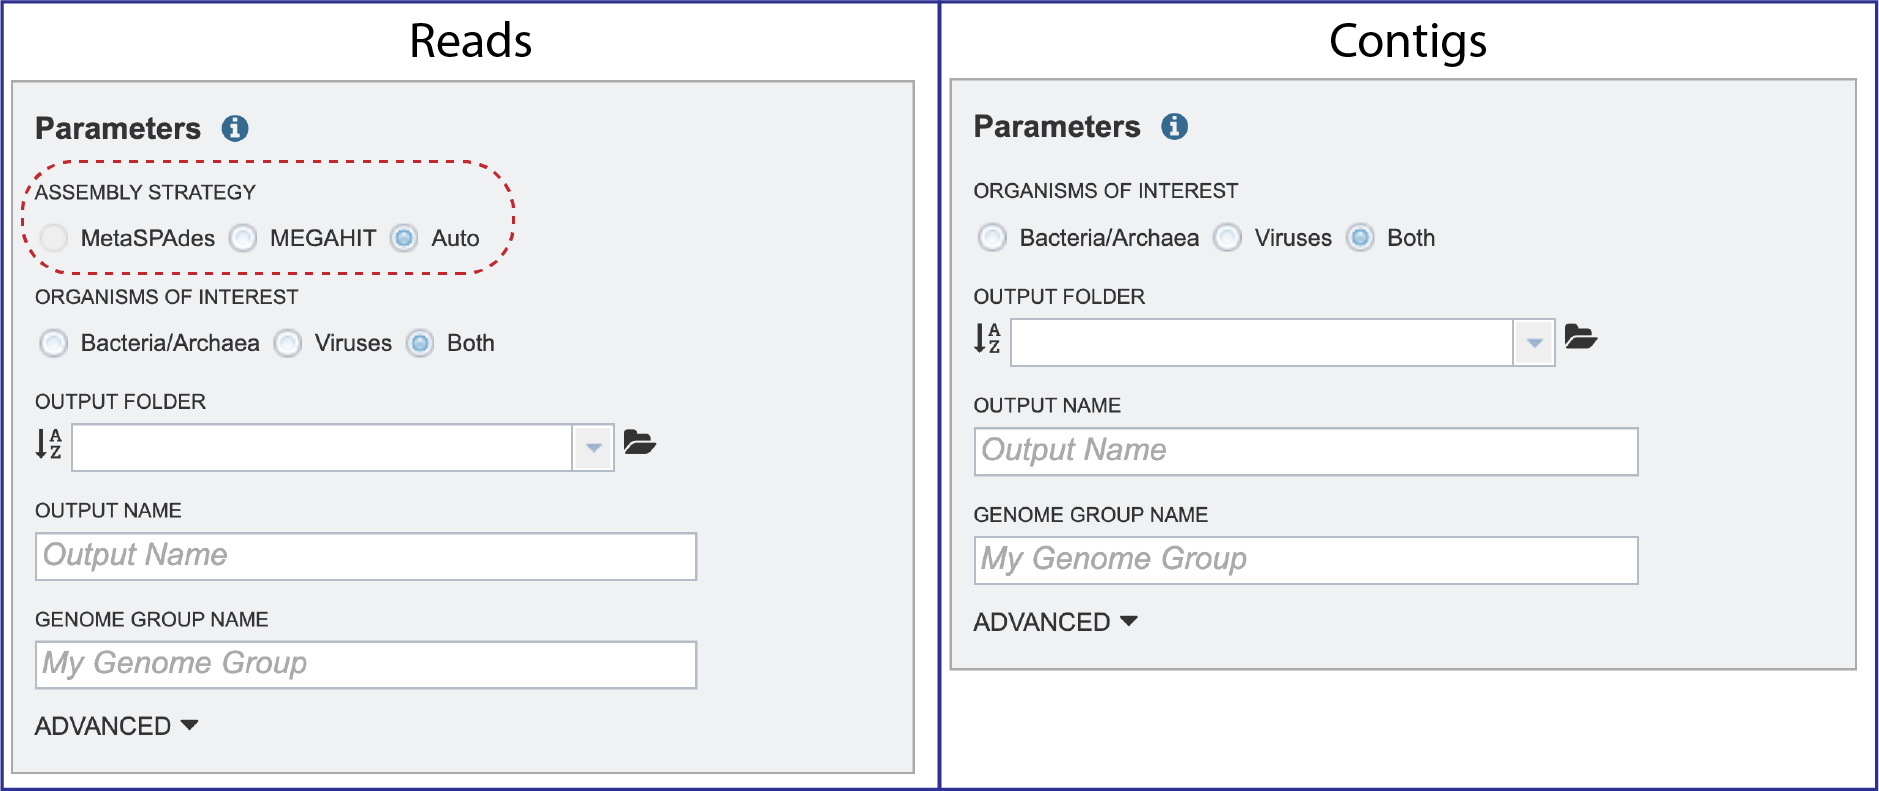 Reads
Parameters
ASSEMBLY STRATEGY
MetaSPAdes MEGAHIT Auto
ORGANISMS OF INTEREST
Bacteria/Archaea Viruses Both
OUTPUT FOLDER
A
Z
OUTPUT NAME
Output Name
GENOME GROUP NAME
My Genome Group
ADVANCED
Contigs
Parameters
ORGANISMS OF INTEREST
Bacteria/Archaea Viruses Both
OUTPUT FOLDER
A
Z
OUTPUT NAME
Output Name
GENOME GROUP NAME
My Genome Group
ADVANCED